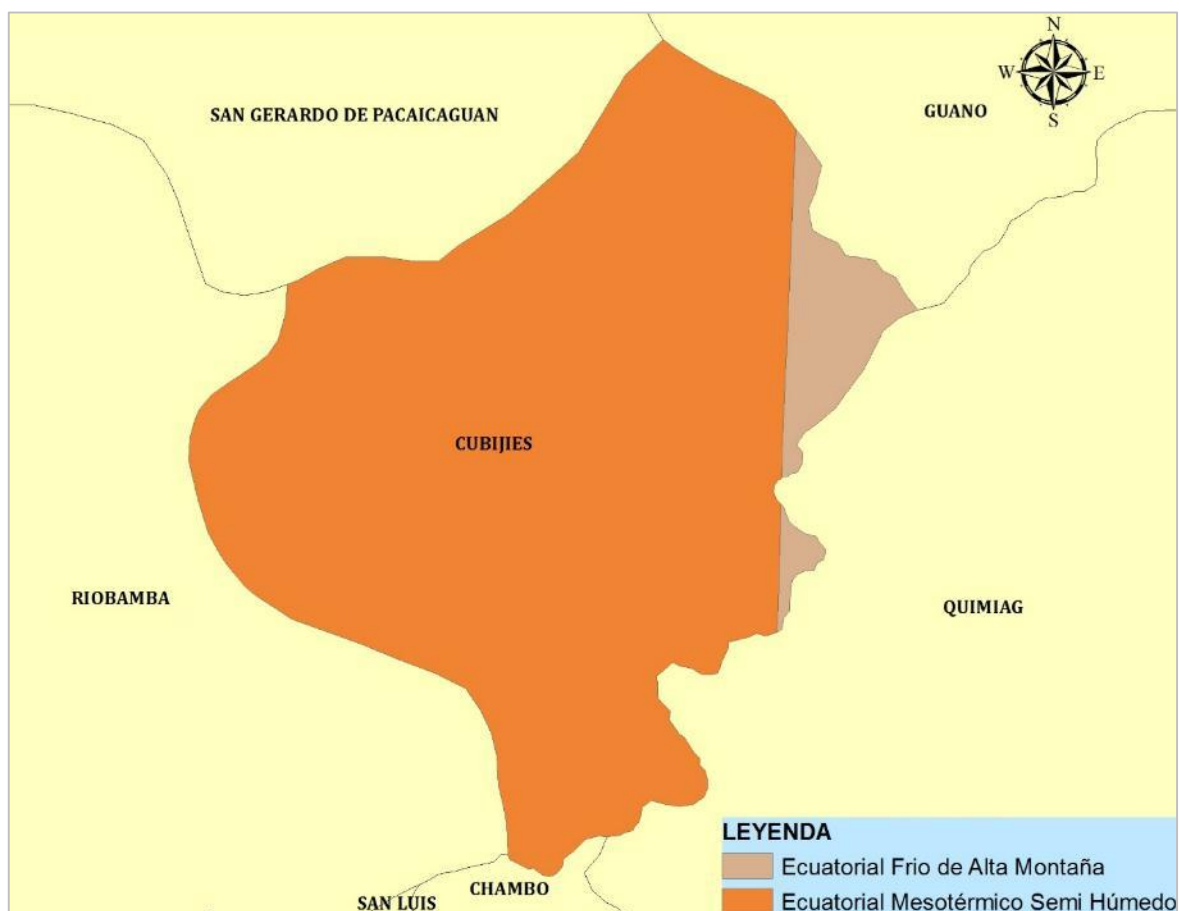 N
W E
S
SAN GERARDO DE PACAICAGUAN
GUANO
CUBIJIES
RIOBAMBA
QUIMIAG
CHAMBO
SAN LUIS
LEYENDA
Ecuatorial Frio de Alta Montaña
Ecuatorial Mesotérmico Semi Húmedo